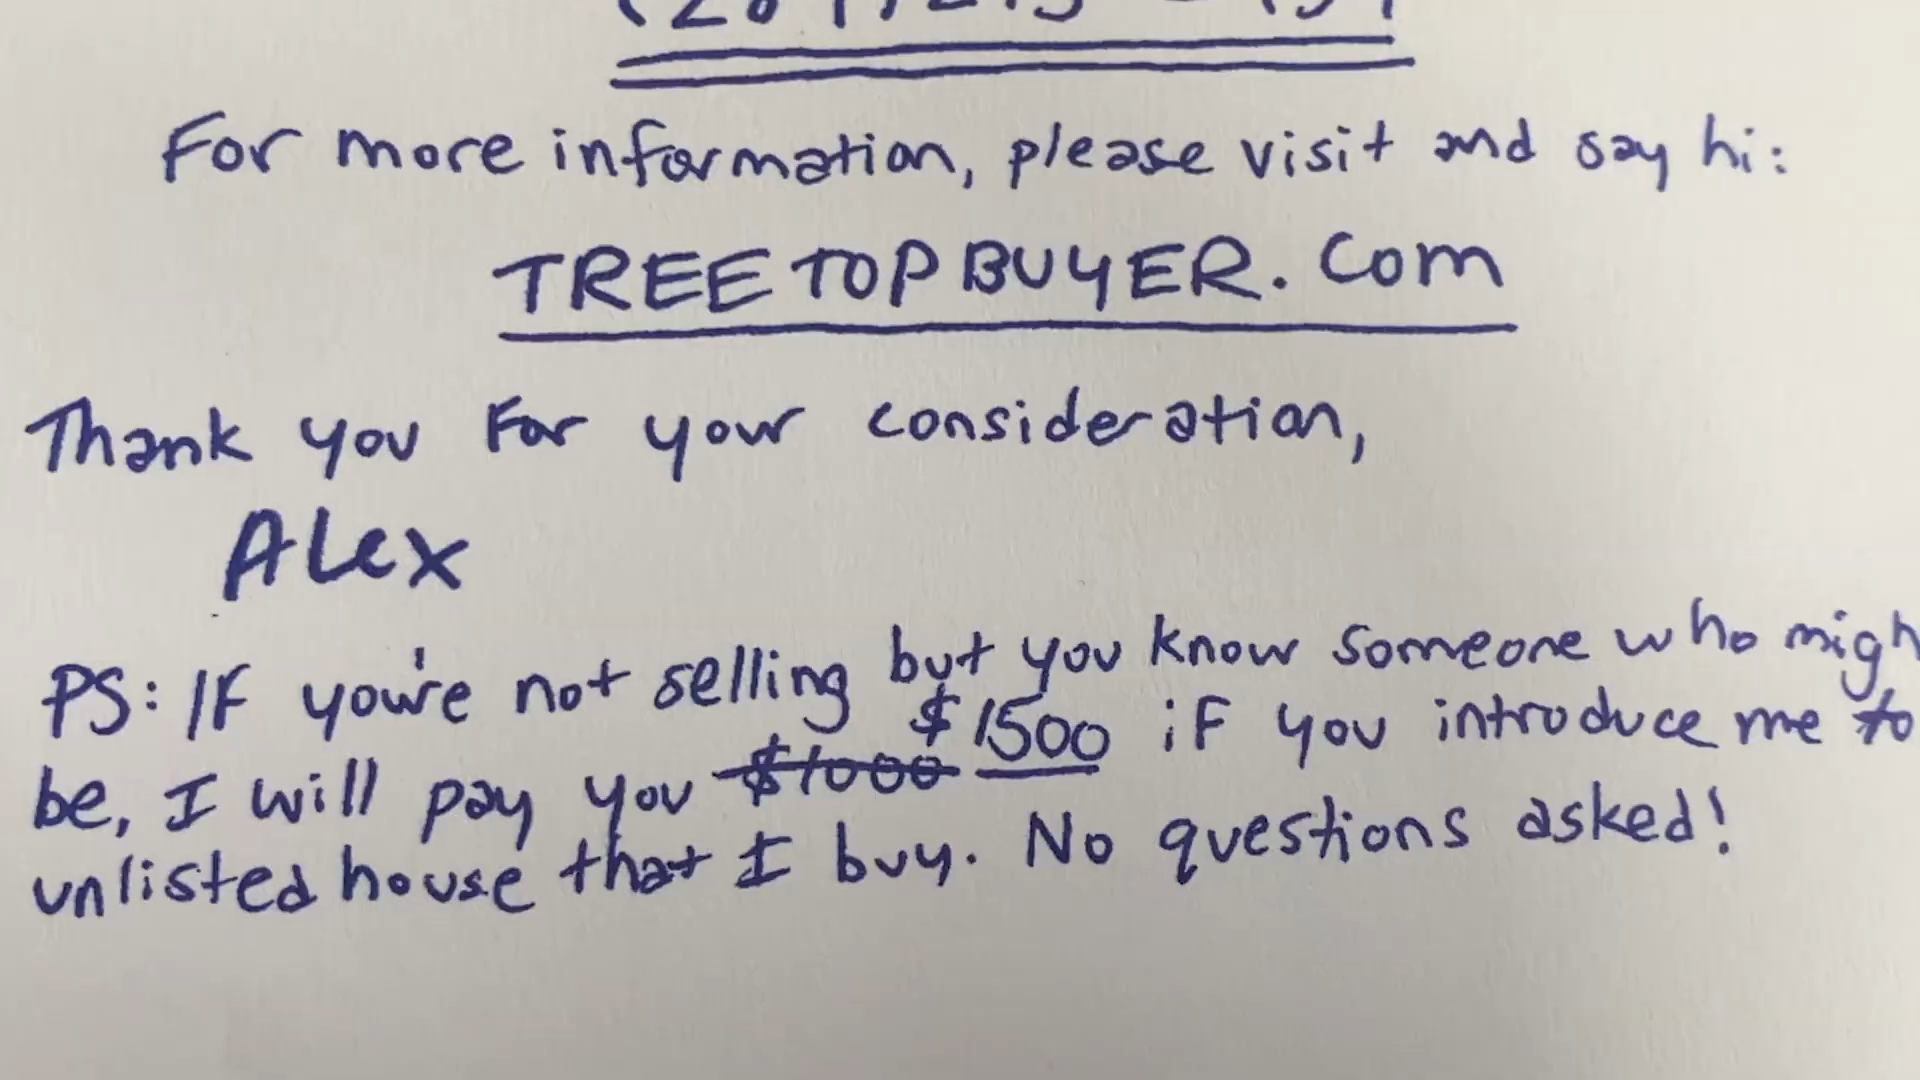 For more information, please visit and say hi:
TREETOPBUYER.Com
Thank you For your consideration,
Alex
PS: IF you're not selling but you know someone who migh
be, I will pay you $1000 $1500 iF you introduce me to
unlisted house that I buy. No questions asked!